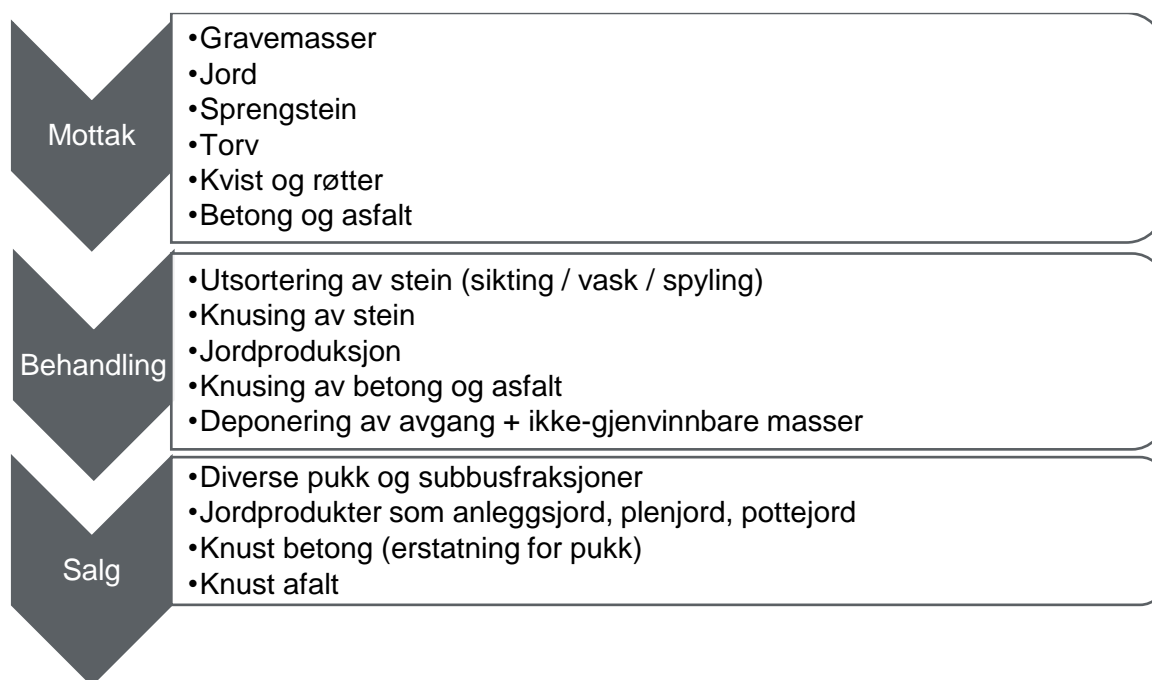 Mottak
•Gravemasser
•Jord
•Sprengstein
•Torv
•Kvist og røtter
•Betong og asfalt
Behandling
•Utsortering av stein (sikting / vask / spyling)
•Knusing av stein
•Jordproduksjon
•Knusing av betong og asfalt
•Deponering av avgang + ikke-gjenvinnbare masser
Salg
•Diverse pukk og subbusfraksjoner
•Jordprodukter som anleggsjord, plenjord, pottejord
•Knust betong (erstatning for pukk)
•Knust afalt